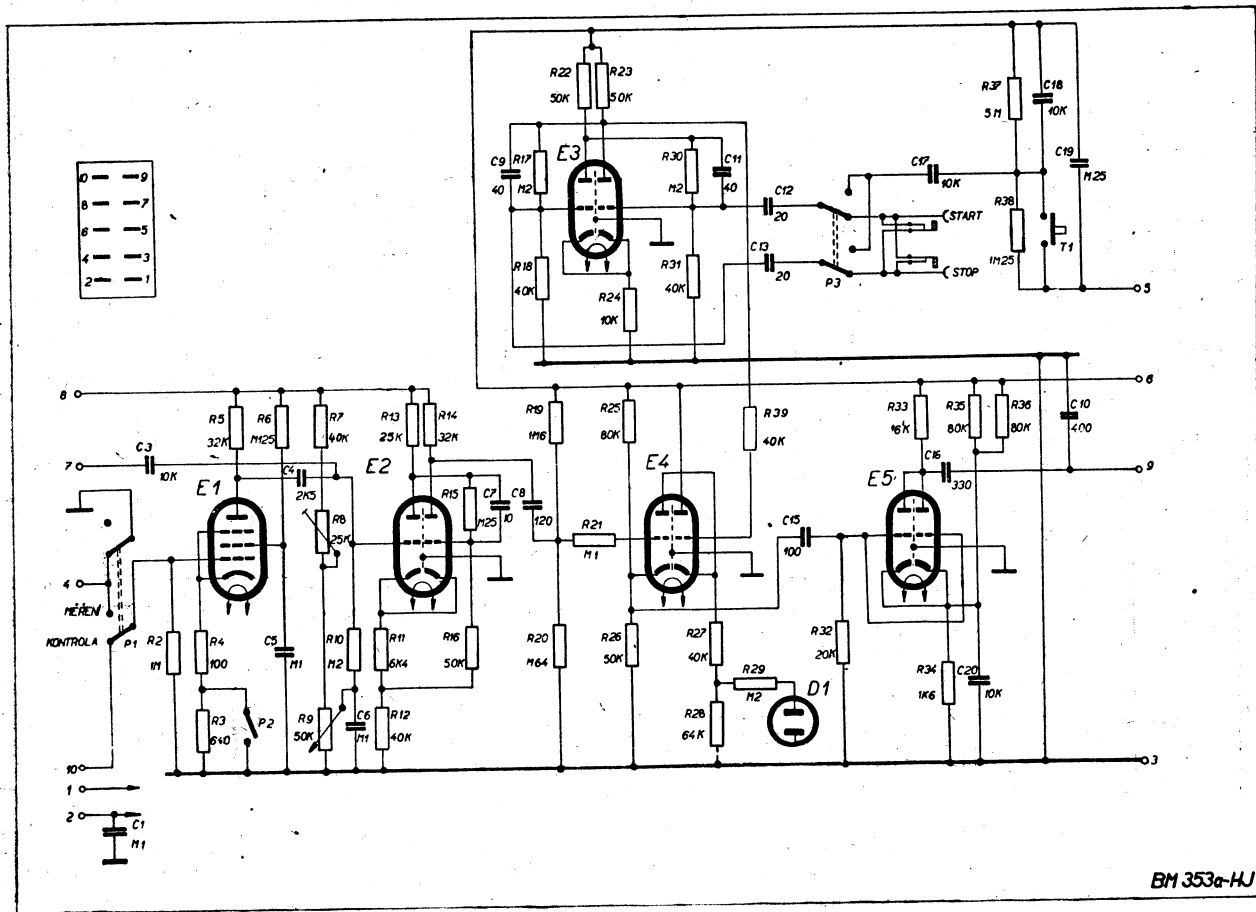 R22
50K
R23
50K
R37
5M
C18
10K
C19
M25
E3
C9
40
R17
M2
R30
M2
C11
40
C12
20
C17
10K
START
R38
1M25
T1
STOP
P3
C13
20
R18
40K
R24
10K
R31
40K
5
10
9
8
7
6
5
4
3
2
1
8
R5
32K
R6
M25
R7
40K
R13
25K
R14
32K
R19
1M6
R25
80K
R39
40K
R33
16K
R35
80K
R36
80K
C10
400
6
7
C3
10K
C4
2K5
E1
E2
R15
M25
C7
10
C8
120
R21
M1
E4
C15
100
E5
C16
330
9
R8
25K
4
MĚŘENÍ
KONTROLA
P1
R2
1M
R4
100
C5
M1
R10
M2
R11
6K4
R16
50K
R20
M64
R26
50K
R27
40K
R32
20K
R34
1K6
C20
10K
R3
640
P2
R9
50K
C6
M1
R12
40K
R29
M2
D1
R28
64K
10
3
1
2
C1
M1
BM 353a-HJ